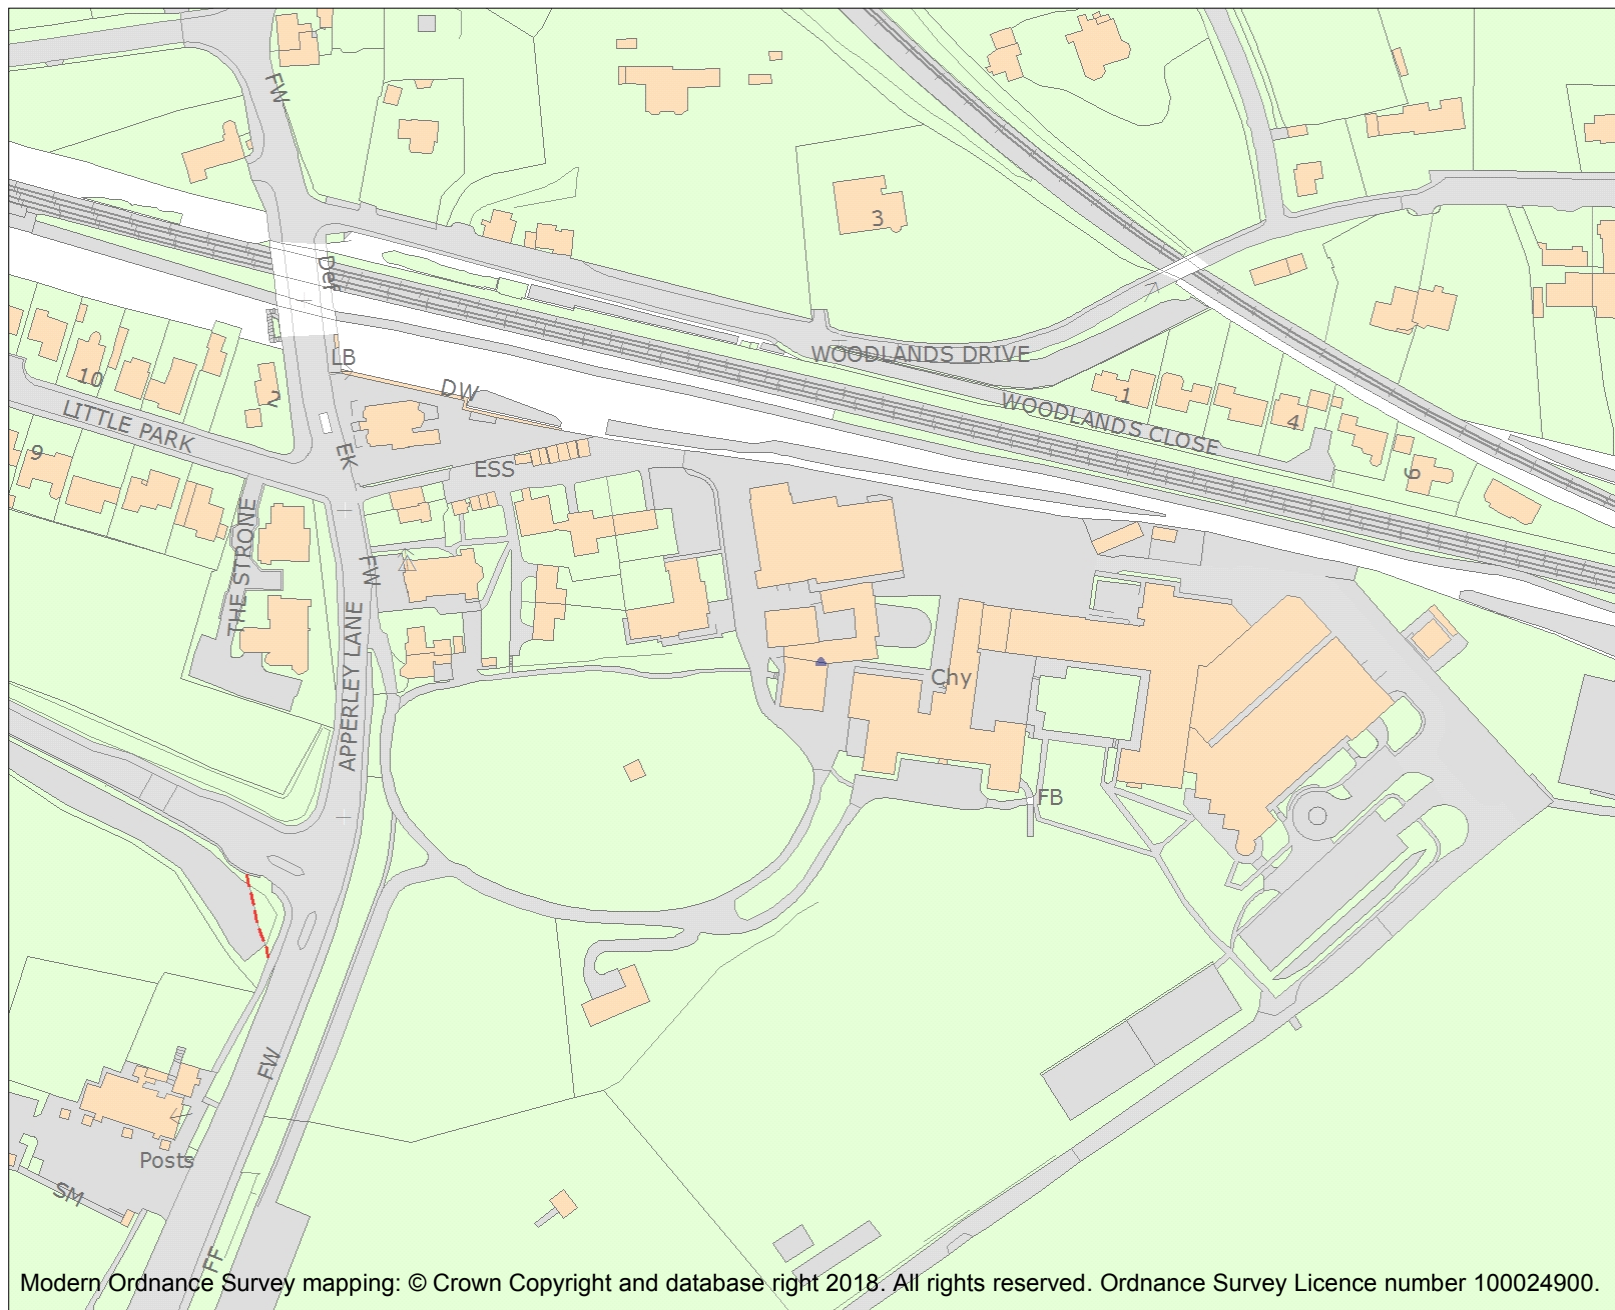 FW
3
Def
WOODLANDS DRIVE
LB
DW
10
2
LITTLE PARK
1
WOODLANDS CLOSE
4
6
9
EK
ESS
THE STRONE
FW
APPERLEY LANE
Chy
FB
FW
Posts
SM
FF
Modern Ordnance Survey mapping: © Crown Copyright and database right 2018. All rights reserved. Ordnance Survey Licence number 100024900.